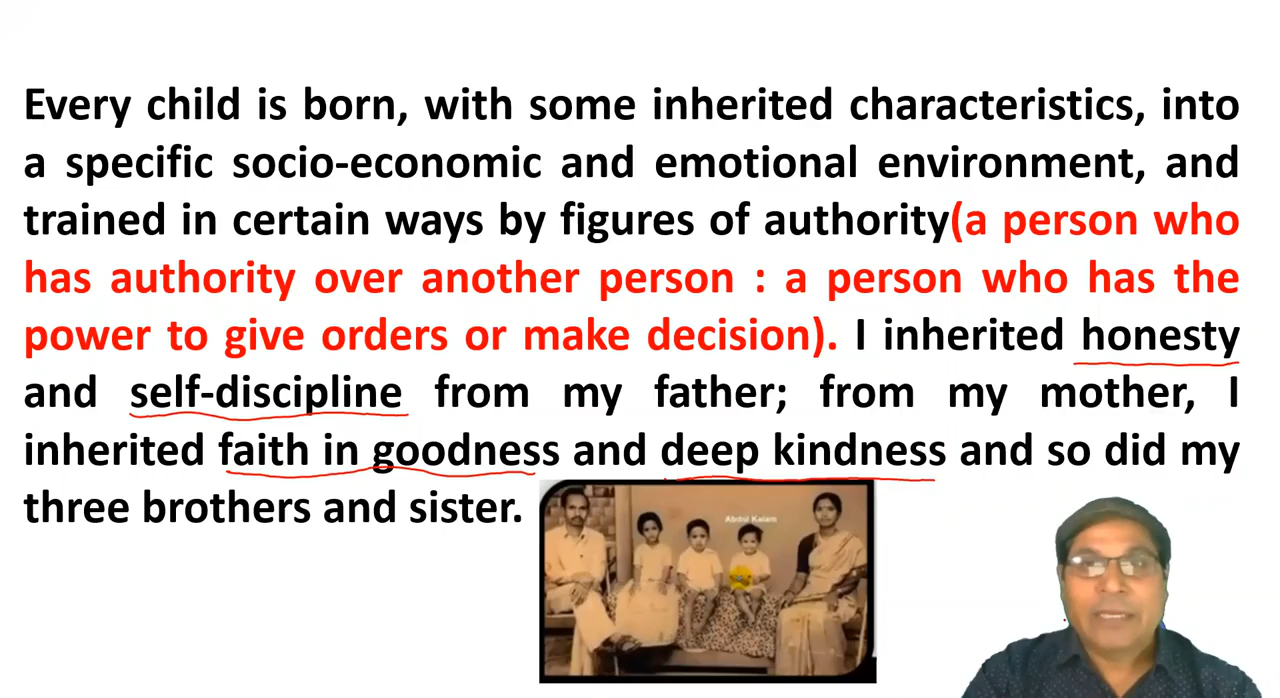 Every child is born, with some inherited characteristics, into
a specific socio-economic and emotional environment, and
trained in certain ways by figures of authority(a person who
has authority over another person : a person who has the
power to give orders or make decision). I inherited honesty
and self-discipline from my father; from my mother, I
inherited faith in goodness and deep kindness and so did my
three brothers and sister.
Abdul Kalam